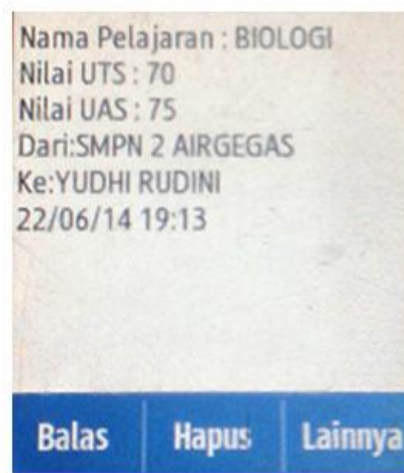 Nama Pelajaran : BIOLOGI
Nilai UTS : 70
Nilai UAS : 75
Dari:SMPN 2 AIRGEGAS
Ke:YUDHI RUDINI
22/06/14 19:13
Balas Hapus Lainnya